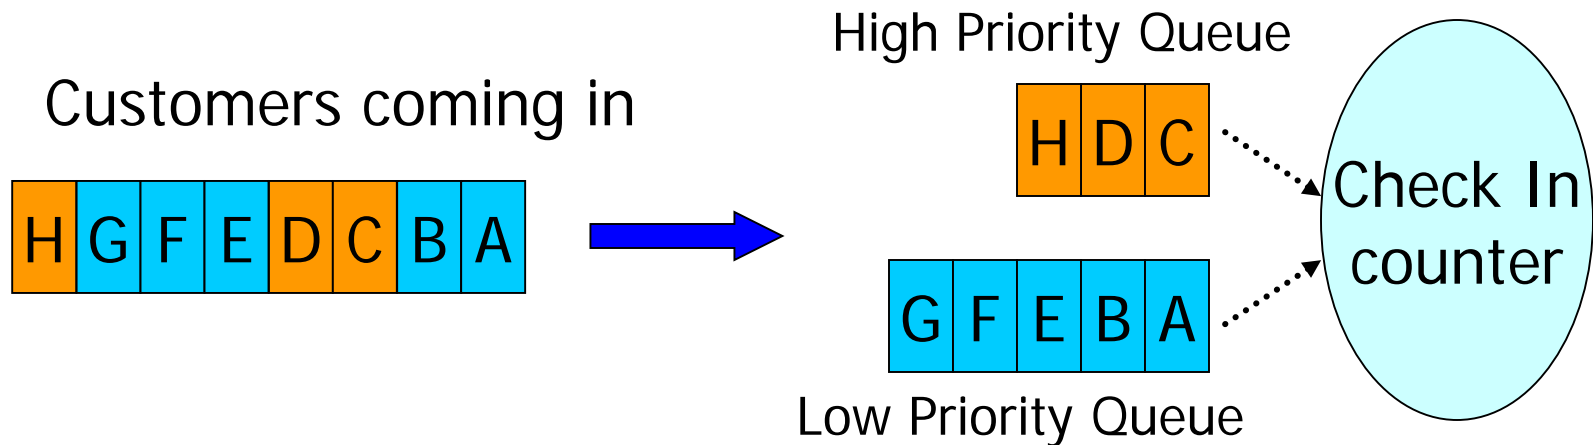 Customers coming in
H G F E D C B A
High Priority Queue
H D C
G F E B A
Low Priority Queue
Check In
counter